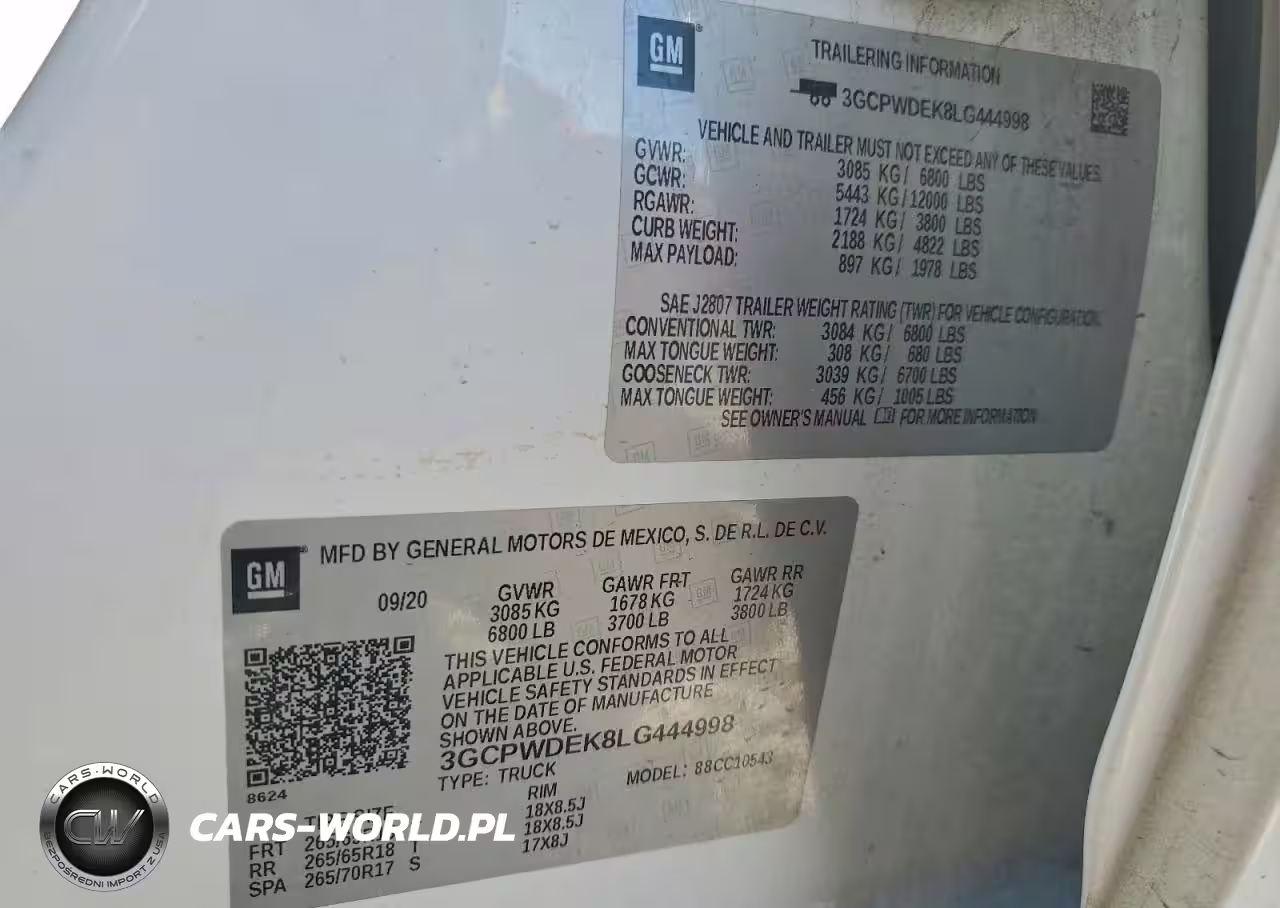 GM
TRAILERING INFORMATION
3GCPWDEK8LG444998
VEHICLE AND TRAILER MUST NOT EXCEED ANY OF THESE VALUES.
GVWR: 3085 KG/ 6800 LBS
GCWR: 5443 KG/12000 LBS
RGAWR: 1724 KG/ 3800 LBS
CURB WEIGHT: 2188 KG/ 4822 LBS
MAX PAYLOAD: 897 KG/ 1978 LBS
SAE J2807 TRAILER WEIGHT RATING (TWR) FOR VEHICLE CONFIGURATION.
CONVENTIONAL TWR: 3084 KG/ 6800 LBS
MAX TONGUE WEIGHT: 308 KG/ 680 LBS
GOOSENECK TWR: 3039 KG/ 6700 LBS
MAX TONGUE WEIGHT: 456 KG/ 1005 LBS
SEE OWNER'S MANUAL FOR MORE INFORMATION
GM
MFD BY GENERAL MOTORS DE MEXICO, S. DE R.L. DE C.V.
09/20
GVWR GAWR FRT GAWR RR
3085 KG 1678 KG 1724 KG
6800 LB 3700 LB 3800 LB
THIS VEHICLE CONFORMS TO ALL
APPLICABLE U.S. FEDERAL MOTOR
VEHICLE SAFETY STANDARDS IN EFFECT
ON THE DATE OF MANUFACTURE
SHOWN ABOVE.
3GCPWDEK8LG444998
TYPE: TRUCK MODEL: 88CC10543
8624
RIM
FRT 18X8.5J
RR 265/65R18 T 18X8.5J
SPA 265/70R17 S 17X8J
CARS-WORLD
CW
BEZPOŚREDNI IMPORT Z USA
CARS-WORLD.PL